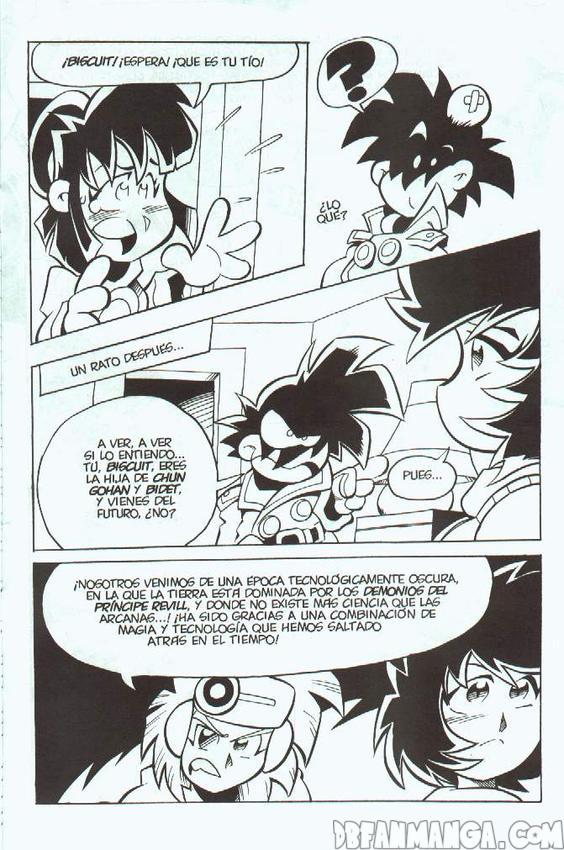 ¡BISCUIT! ¡ESPERA! ¡QUE ES TU TÍO!
?
¿LO
QUÉ?
UN RATO DESPUÉS...
A VER, A VER
SI LO ENTIENDO...
TÚ, BISCUIT, ERES
LA HIJA DE CHUN
GOHAN Y BIDET,
Y VIENES DEL
FUTURO, ¿NO?
PUES...
¡NOSOTROS VENIMOS DE UNA ÉPOCA TECNOLÓGICAMENTE OSCURA,
EN LA QUE LA TIERRA ESTÁ DOMINADA POR LOS DEMONIOS DEL
PRÍNCIPE REVILL, Y DONDE NO EXISTE MÁS CIENCIA QUE LAS
ARCANAS...! ¡HA SIDO GRACIAS A UNA COMBINACIÓN DE
MAGIA Y TECNOLOGÍA QUE HEMOS SALTADO
ATRÁS EN EL TIEMPO!
DBFANMANGA.COM